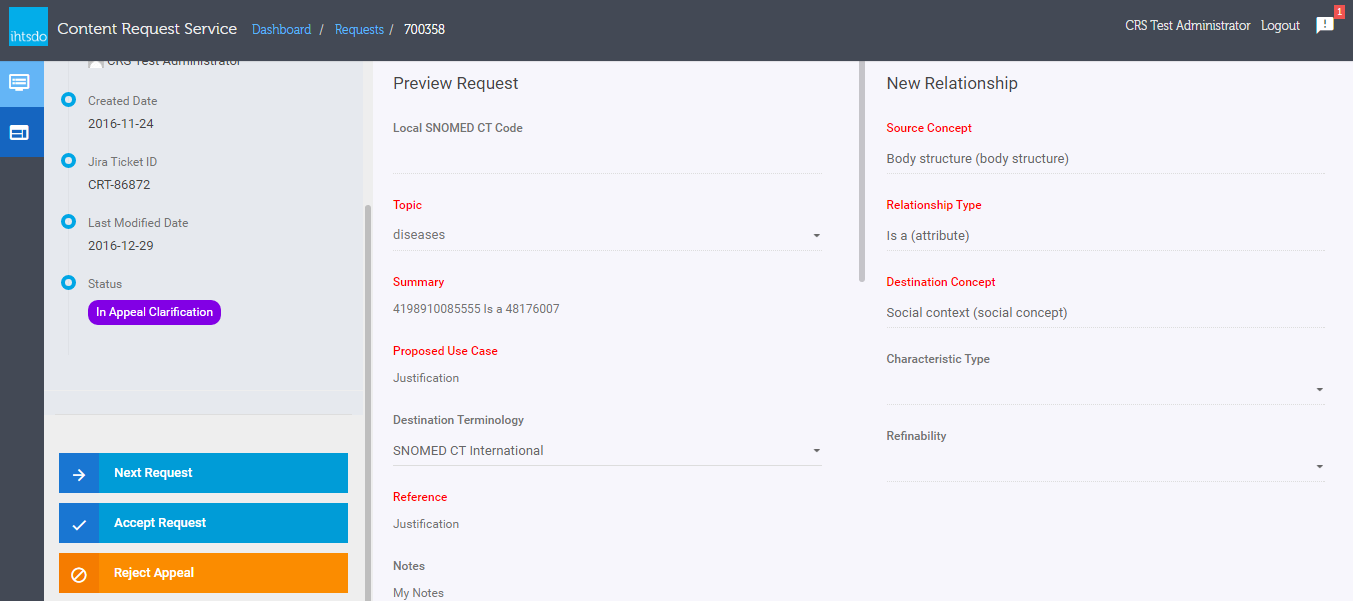 ihtsdo
Content Request Service Dashboard / Requests / 700358
CRS Test Administrator Logout
1
CRS Test Administrator
Created Date
2016-11-24
Jira Ticket ID
CRT-86872
Last Modified Date
2016-12-29
Status
In Appeal Clarification
Next Request
Accept Request
Reject Appeal
Preview Request
Local SNOMED CT Code
Topic
diseases
Summary
4198910085555 Is a 48176007
Proposed Use Case
Justification
Destination Terminology
SNOMED CT International
Reference
Justification
Notes
My Notes
New Relationship
Source Concept
Body structure (body structure)
Relationship Type
Is a (attribute)
Destination Concept
Social context (social concept)
Characteristic Type
Refinability